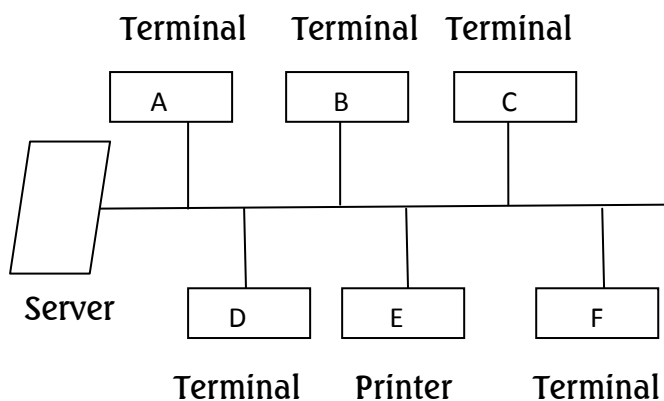 Terminal Terminal Terminal
A B C
Server
D E F
Terminal Printer Terminal